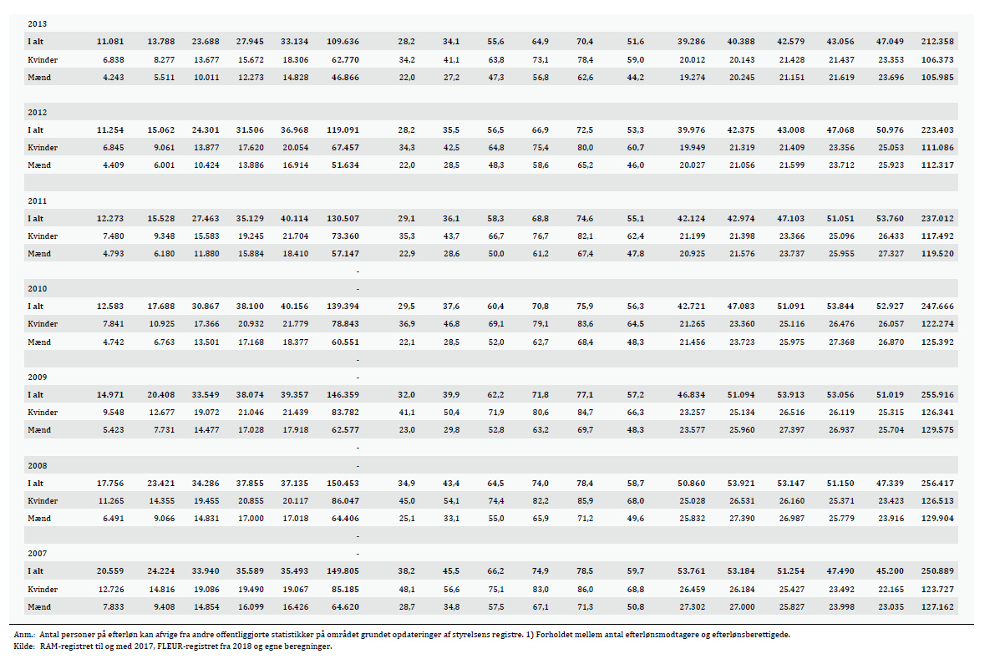 2013
I alt 11.081 13.788 23.688 27.945 33.134 109.636 28,2 34,1 55,6 64,9 70,4 51,6 39.286 40.388 42.579 43.056 47.049 212.358
Kvinder 6.838 8.277 13.677 15.672 18.306 62.770 34,2 41,1 63,8 73,1 78,4 59,0 20.012 20.143 21.428 21.437 23.353 106.373
Mænd 4.243 5.511 10.011 12.273 14.828 46.866 22,0 27,2 47,3 56,8 62,6 44,2 19.274 20.245 21.151 21.619 23.696 105.985
2012
I alt 11.254 15.062 24.301 31.506 36.968 119.091 28,2 35,5 56,5 66,9 72,5 53,3 39.976 42.375 43.008 47.068 50.976 223.403
Kvinder 6.845 9.061 13.877 17.620 20.054 67.457 34,3 42,5 64,8 75,4 80,0 60,7 19.949 21.319 21.409 23.356 25.053 111.086
Mænd 4.409 6.001 10.424 13.886 16.914 51.634 22,0 28,5 48,3 58,6 65,2 46,0 20.027 21.056 21.599 23.712 25.923 112.317
2011
I alt 12.273 15.528 27.463 35.129 40.114 130.507 29,1 36,1 58,3 68,8 74,6 55,1 42.124 42.974 47.103 51.051 53.760 237.012
Kvinder 7.480 9.348 15.583 19.245 21.704 73.360 35,3 43,7 66,7 76,7 82,1 62,4 21.199 21.398 23.366 25.096 26.433 117.492
Mænd 4.793 6.180 11.880 15.884 18.410 57.147 22,9 28,6 50,0 61,2 67,4 47,8 20.925 21.576 23.737 25.955 27.327 119.520
-
2010 -
I alt 12.583 17.688 30.867 38.100 40.156 139.394 29,5 37,6 60,4 70,8 75,9 56,3 42.721 47.083 51.091 53.844 52.927 247.666
Kvinder 7.841 10.925 17.366 20.932 21.779 78.843 36,9 46,8 69,1 79,1 83,6 64,5 21.265 23.360 25.116 26.476 26.057 122.274
Mænd 4.742 6.763 13.501 17.168 18.377 60.551 22,1 28,5 52,0 62,7 68,4 48,3 21.456 23.723 25.975 27.368 26.870 125.392
-
2009 -
I alt 14.971 20.408 33.549 38.074 39.357 146.359 32,0 39,9 62,2 71,8 77,1 57,2 46.834 51.094 53.913 53.056 51.019 255.916
Kvinder 9.548 12.677 19.072 21.046 21.439 83.782 41,1 50,4 71,9 80,6 84,7 66,3 23.257 25.134 26.516 26.119 25.315 126.341
Mænd 5.423 7.731 14.477 17.028 17.918 62.577 23,0 29,8 52,8 63,2 69,7 48,3 23.577 25.960 27.397 26.937 25.704 129.575
-
2008 -
I alt 17.756 23.421 34.286 37.855 37.135 150.453 34,9 43,4 64,5 74,0 78,4 58,7 50.860 53.921 53.147 51.150 47.339 256.417
Kvinder 11.265 14.355 19.455 20.855 20.117 86.047 45,0 54,1 74,4 82,2 85,9 68,0 25.028 26.531 26.160 25.371 23.423 126.513
Mænd 6.491 9.066 14.831 17.000 17.018 64.406 25,1 33,1 55,0 65,9 71,2 49,6 25.832 27.390 26.987 25.779 23.916 129.904
-
2007 -
I alt 20.559 24.224 33.940 35.589 35.493 149.805 38,2 45,5 66,2 74,9 78,5 59,7 53.761 53.184 51.254 47.490 45.200 250.889
Kvinder 12.726 14.816 19.086 19.490 19.067 85.185 48,1 56,6 75,1 83,0 86,0 68,8 26.459 26.184 25.427 23.492 22.165 123.727
Mænd 7.833 9.408 14.854 16.099 16.426 64.620 28,7 34,8 57,5 67,1 71,3 50,8 27.302 27.000 25.827 23.998 23.035 127.162
Anm.: Antal personer på efterløn kan afvige fra andre offentliggjorte statistikker på området grundet opdateringer af styrelsens registre. 1) Forholdet mellem antal efterlønsmodtagere og efterlønsberettigede.
Kilde: RAM-registret til og med 2017, FLEUR-registret fra 2018 og egne beregninger.